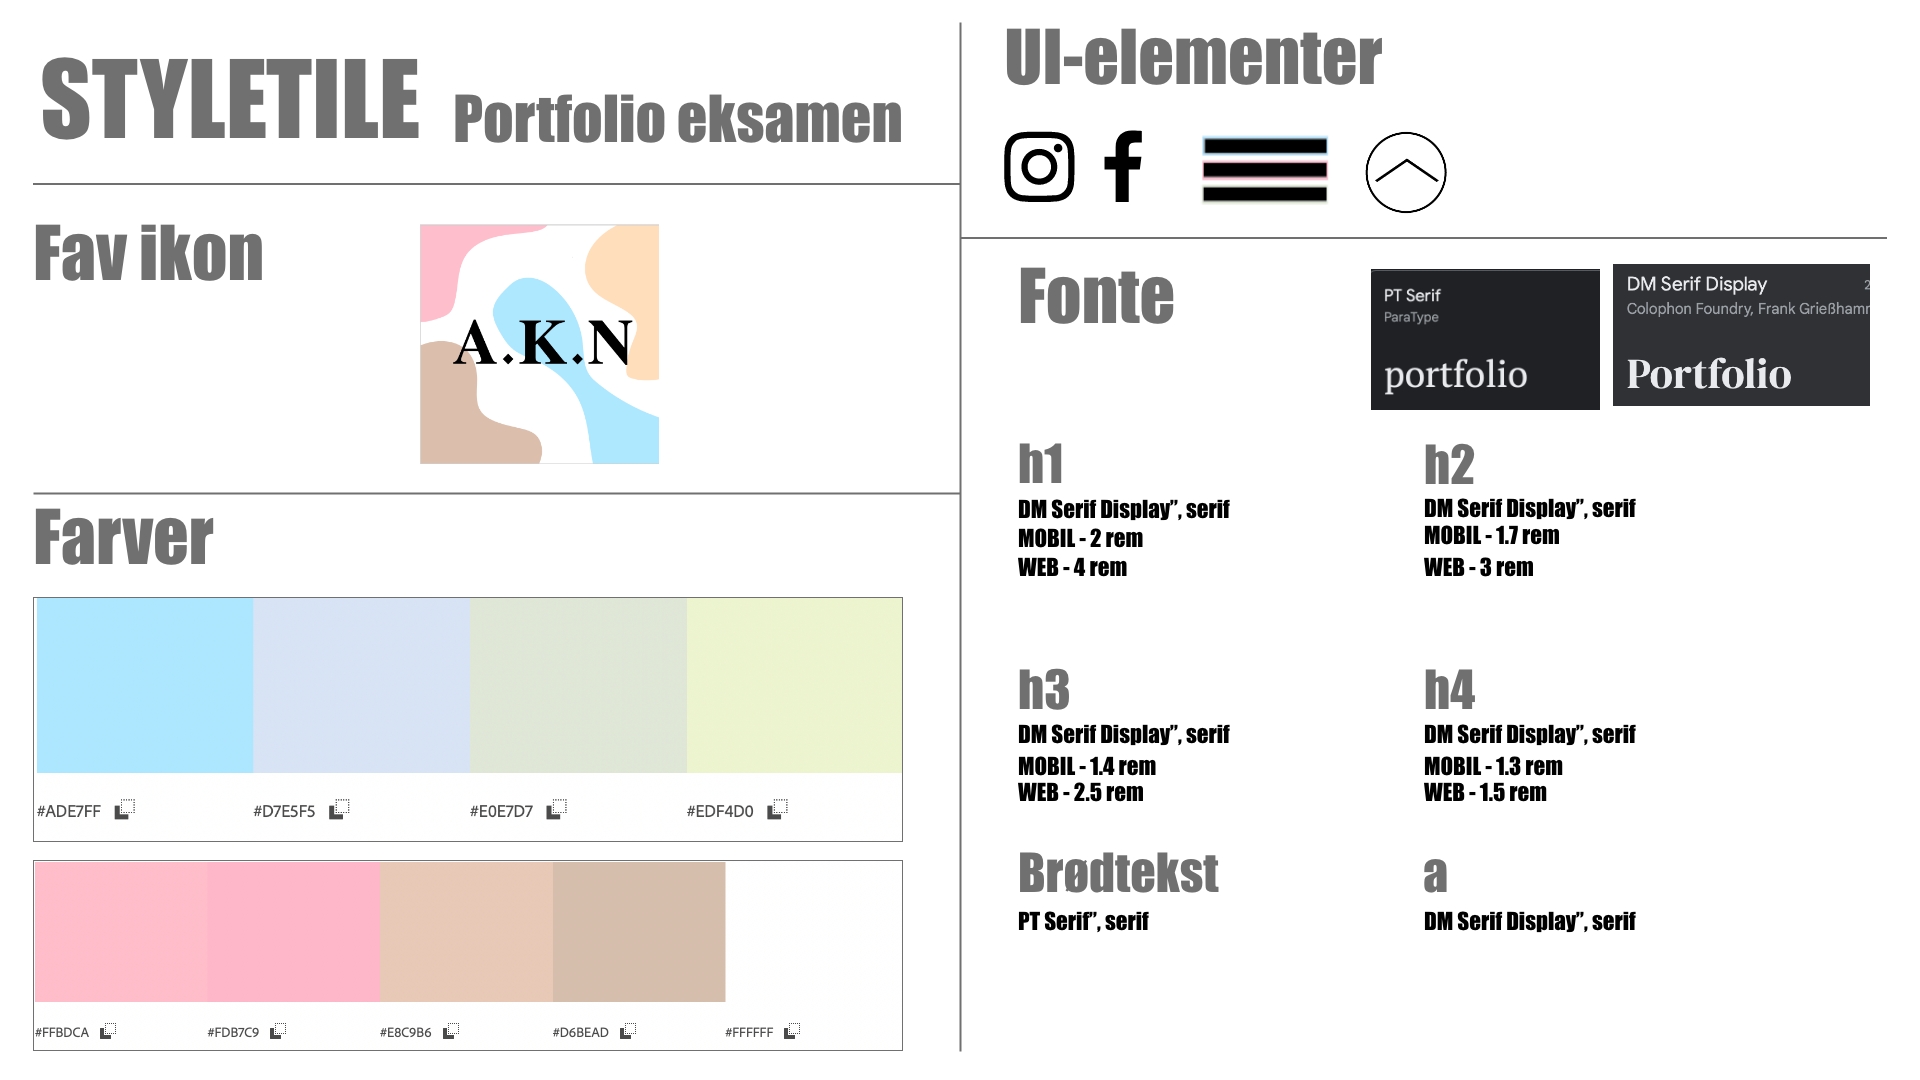 STYLETILE Portfolio eksamen
Fav ikon
A.K.N
Farver
#ADE7FF
#D7E5F5
#E0E7D7
#EDF4D0
#FFBDCA
#FDB7C9
#E8C9B6
#D6BEAD
#FFFFFF
UI-elementer
Fonte
PT Serif
ParaType
portfolio
DM Serif Display
2
Colophon Foundry, Frank Grießhamr
Portfolio
h1
DM Serif Display”, serif
MOBIL - 2 rem
WEB - 4 rem
h2
DM Serif Display”, serif
MOBIL - 1.7 rem
WEB - 3 rem
h3
DM Serif Display”, serif
MOBIL - 1.4 rem
WEB - 2.5 rem
h4
DM Serif Display”, serif
MOBIL - 1.3 rem
WEB - 1.5 rem
Brødtekst
PT Serif”, serif
a
DM Serif Display”, serif